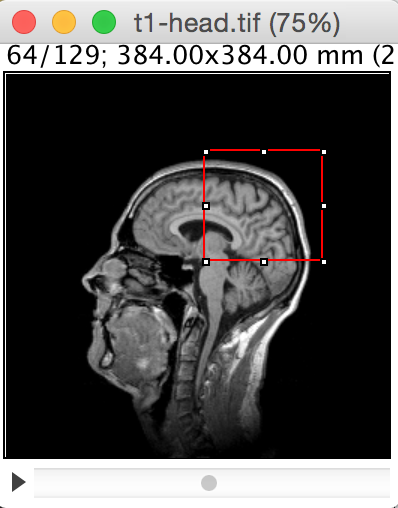 t1-head.tif (75%)
64/129; 384.00x384.00 mm (2